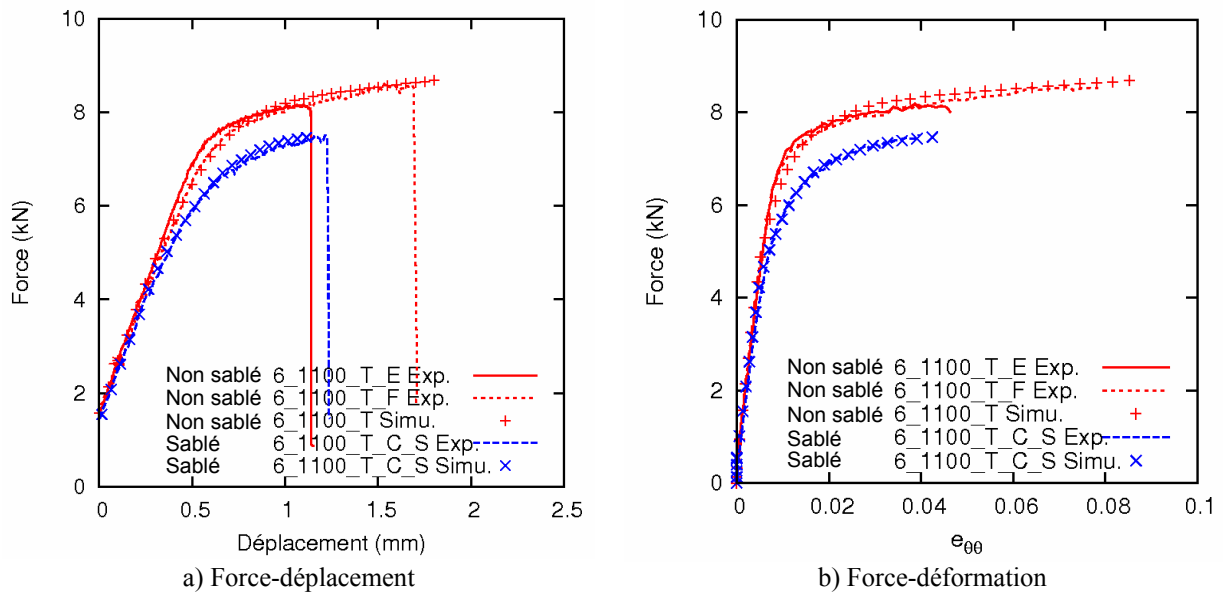 10
8
6
4
2
0
Force (kN)
Non sablé 6_1100_T_E Exp.
Non sablé 6_1100_T_F Exp.
Non sablé 6_1100_T Simu.
Sablé 6_1100_T_C_S Exp.
Sablé 6_1100_T_C_S Simu.
0 0.5 1 1.5 2 2.5
Déplacement (mm)
a) Force-déplacement
10
8
6
4
2
0
Force (kN)
Non sablé 6_1100_T_E Exp.
Non sablé 6_1100_T_F Exp.
Non sablé 6_1100_T Simu.
Sablé 6_1100_T_C_S Exp.
Sablé 6_1100_T_C_S Simu.
0 0.02 0.04 0.06 0.08 0.1
e_θθ
b) Force-déformation